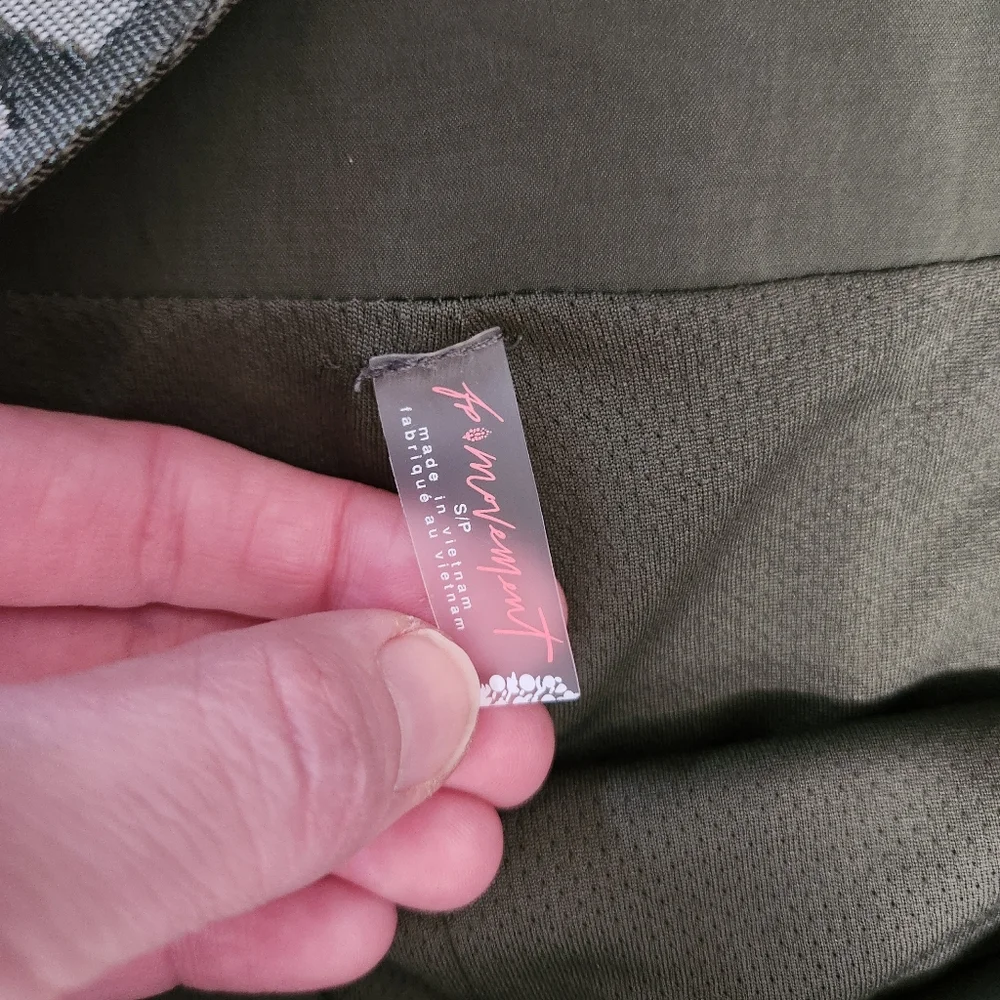 fp movement
S/P
made in vietnam
fabriqué au vietnam